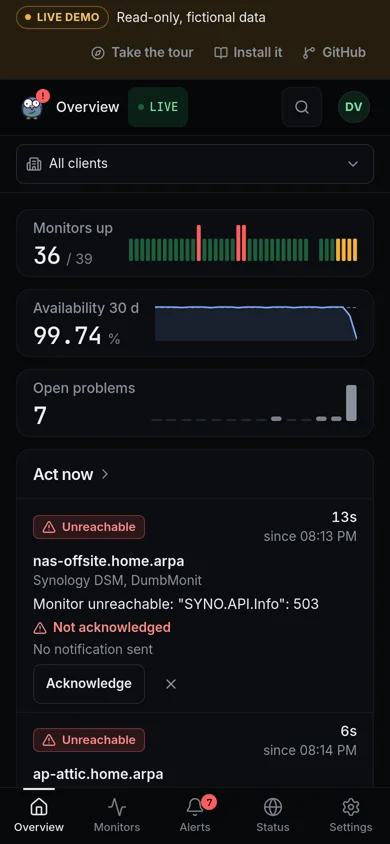 LIVE DEMO Read-only, fictional data
Take the tour Install it GitHub
! Overview LIVE DV
All clients
Monitors up
36 / 39
Availability 30 d
99.74 %
Open problems
7
Act now
Unreachable 13s
since 08:13 PM
nas-offsite.home.arpa
Synology DSM, DumbMonit
Monitor unreachable: "SYNO.API.Info": 503
Not acknowledged
No notification sent
Acknowledge
Unreachable 6s
since 08:14 PM
ap-attic.home.arpa
7
Overview Monitors Alerts Status Settings